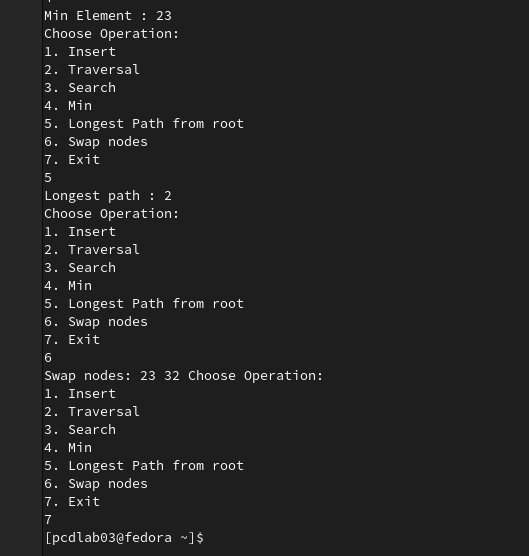 Min Element : 23
Choose Operation:
1. Insert
2. Traversal
3. Search
4. Min
5. Longest Path from root
6. Swap nodes
7. Exit
5
Longest path : 2
Choose Operation:
1. Insert
2. Traversal
3. Search
4. Min
5. Longest Path from root
6. Swap nodes
7. Exit
6
Swap nodes: 23 32 Choose Operation:
1. Insert
2. Traversal
3. Search
4. Min
5. Longest Path from root
6. Swap nodes
7. Exit
7
[pcdlab03@fedora ~]$